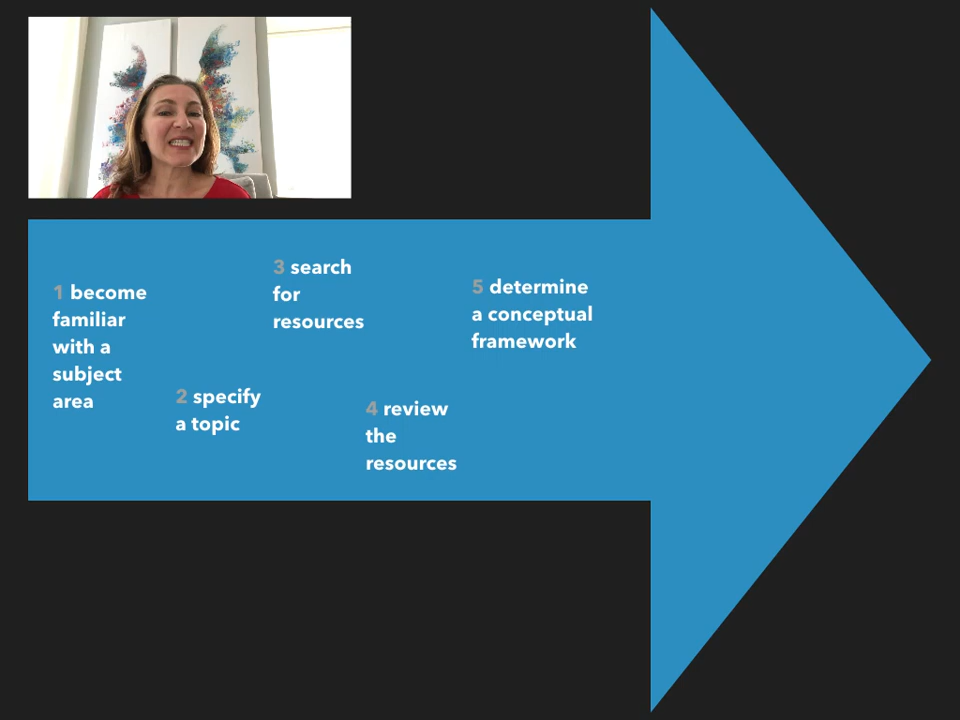 1 become
familiar
with a
subject
area
2 specify
a topic
3 search
for
resources
4 review
the
resources
5 determine
a conceptual
framework